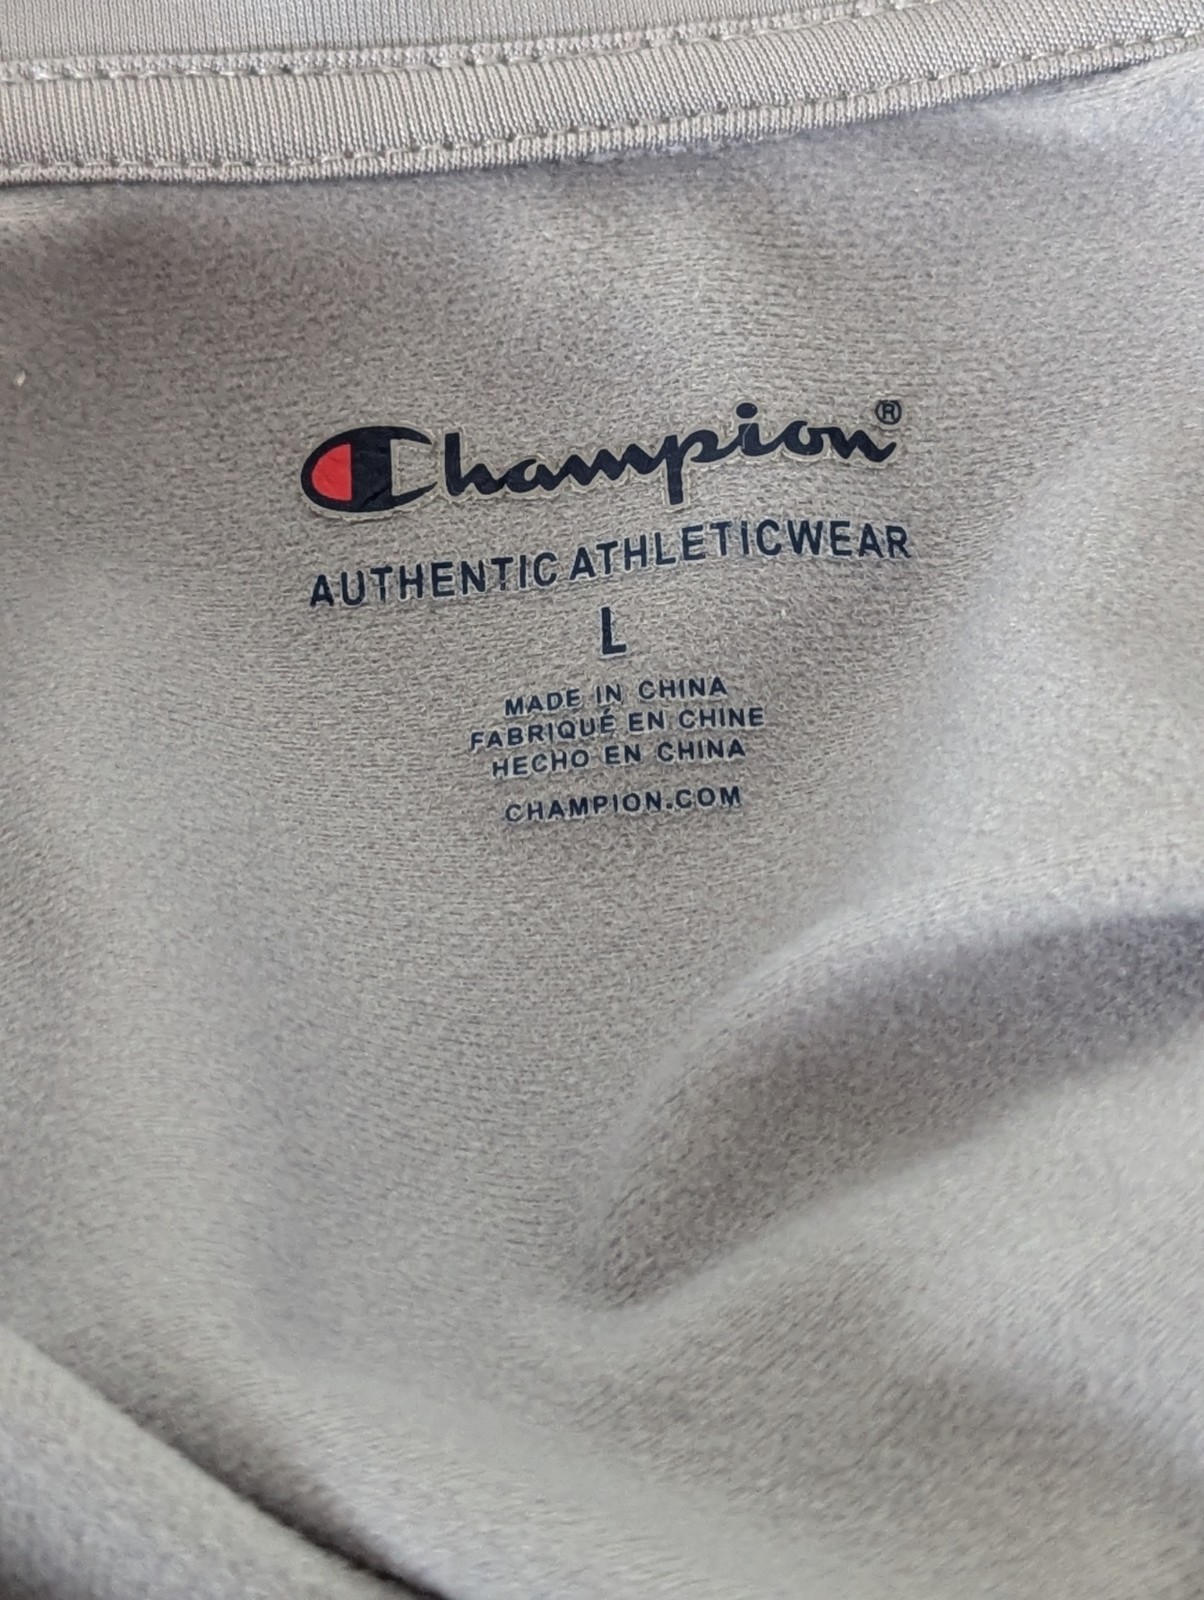 Champion®
AUTHENTIC ATHLETICWEAR
L
MADE IN CHINA
FABRIQUÉ EN CHINE
HECHO EN CHINA
CHAMPION.COM